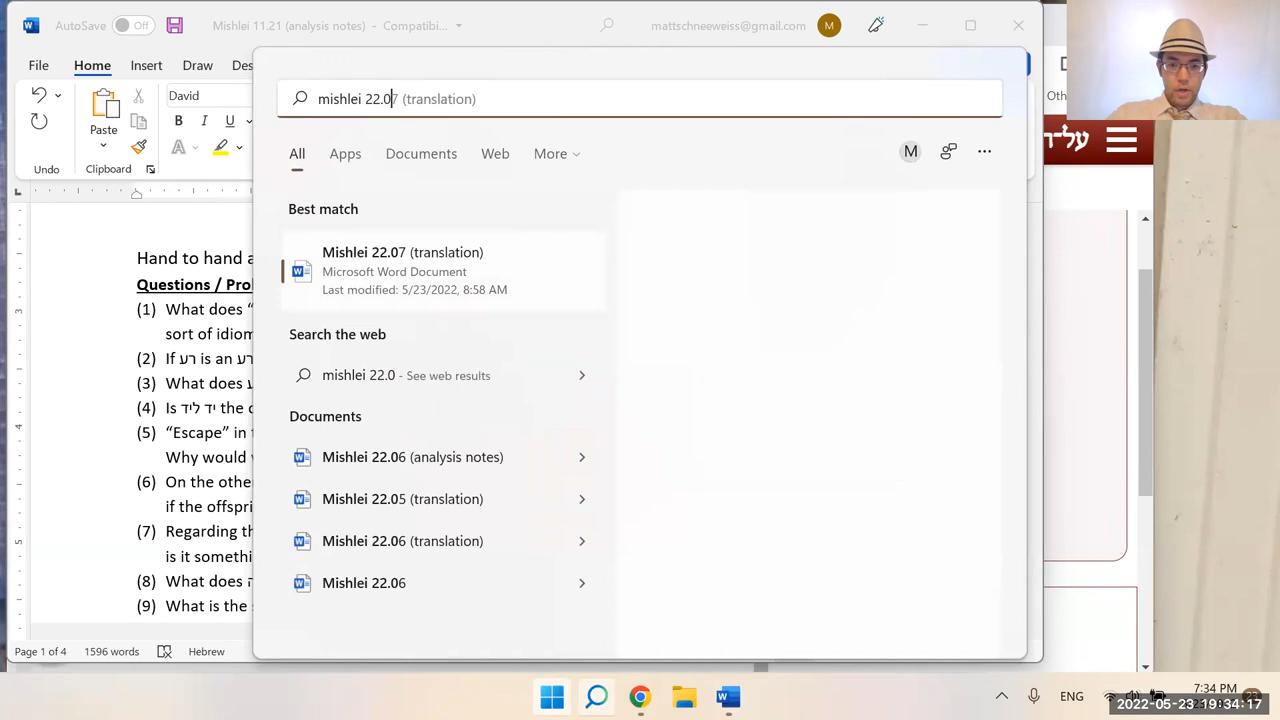 AutoSave Off Mishlei 11.21 (analysis notes) - Compatibi... mattschneeweiss@gmail.com M
File Home Insert Draw Des
David
Paste B I U
Undo Clipboard
mishlei 22.07 (translation)
All Apps Documents Web More M
Best match
Mishlei 22.07 (translation)
Microsoft Word Document
Last modified: 5/23/2022, 8:58 AM
Search the web
mishlei 22.0 - See web results
Documents
Mishlei 22.06 (analysis notes)
Mishlei 22.05 (translation)
Mishlei 22.06 (translation)
Mishlei 22.06
Hand to hand a
Questions / Pro
(1) What does “
sort of idiom
(2) If רע is an רע
(3) What does
(4) Is יד ליד the
(5) “Escape” in
Why would
(6) On the othe
if the offspri
(7) Regarding th
is it somethi
(8) What does
(9) What is the
Oth
על־ה
Page 1 of 4 1596 words Hebrew
ENG 7:34 PM
2022-05-23 19:34:17